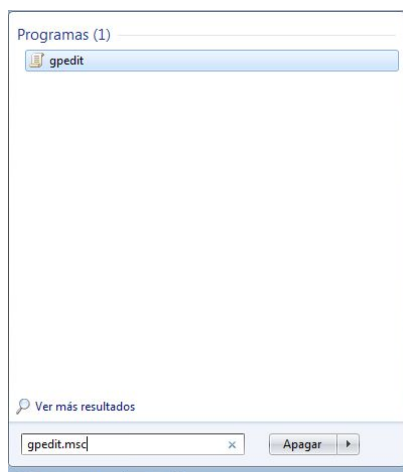 Programas (1)
gpedit
Ver más resultados
gpedit.msc
Apagar